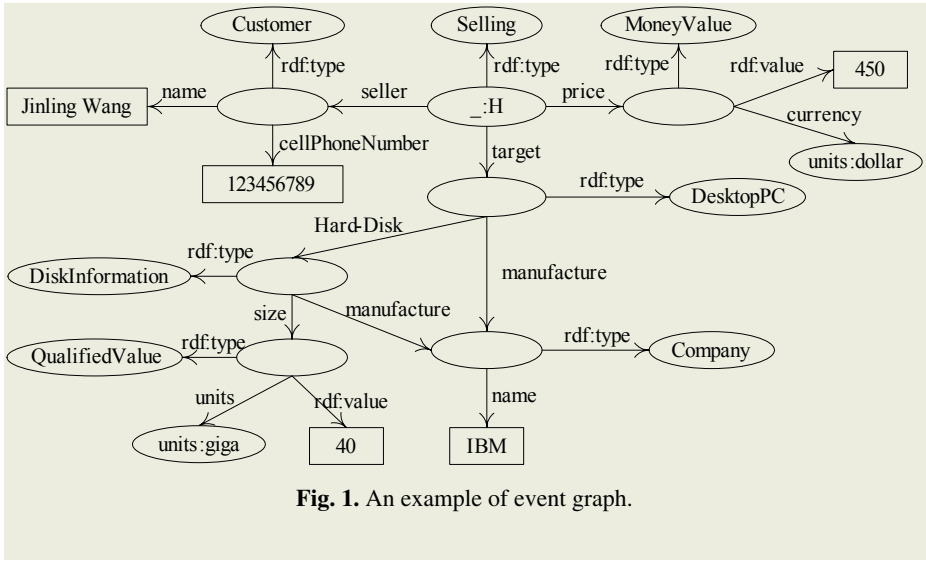 Customer
Selling
MoneyValue
rdf:type
rdf:type
rdf:type
rdf:value
450
Jinling Wang
name
seller
_:H
price
currency
cellPhoneNumber
target
units:dollar
123456789
rdf:type
DesktopPC
Hard-Disk
rdf:type
DiskInformation
manufacture
size
manufacture
rdf:type
QualifiedValue
rdf:type
Company
units
rdf:value
name
units:giga
40
IBM
Fig. 1. An example of event graph.